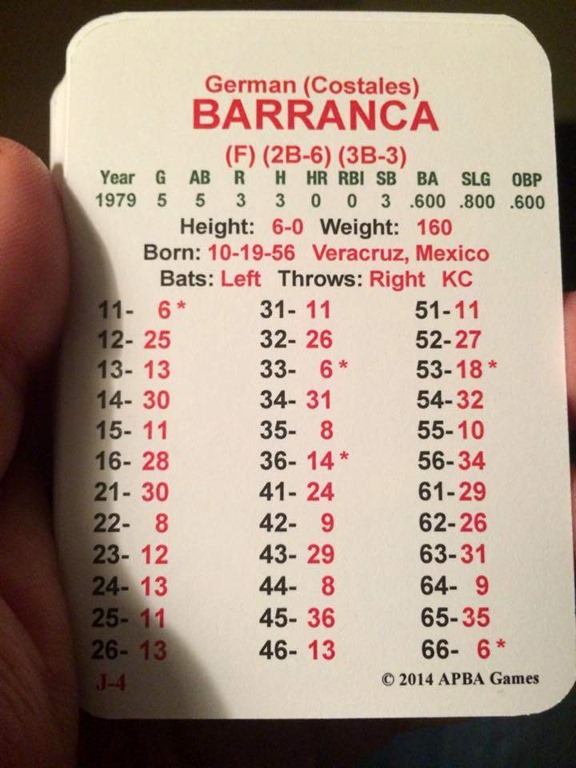 German (Costales)
BARRANCA
(F) (2B-6) (3B-3)
Year G AB R H HR RBI SB BA SLG OBP
1979 5 5 3 3 0 0 3 .600 .800 .600
Height: 6-0 Weight: 160
Born: 10-19-56 Veracruz, Mexico
Bats: Left Throws: Right KC
11- 6* 31- 11 51- 11
12- 25 32- 26 52- 27
13- 13 33- 6* 53- 18*
14- 30 34- 31 54- 32
15- 11 35- 8 55- 10
16- 28 36- 14* 56- 34
21- 30 41- 24 61- 29
22- 8 42- 9 62- 26
23- 12 43- 29 63- 31
24- 13 44- 8 64- 9
25- 11 45- 36 65- 35
26- 13 46- 13 66- 6*
J-4 © 2014 APBA Games